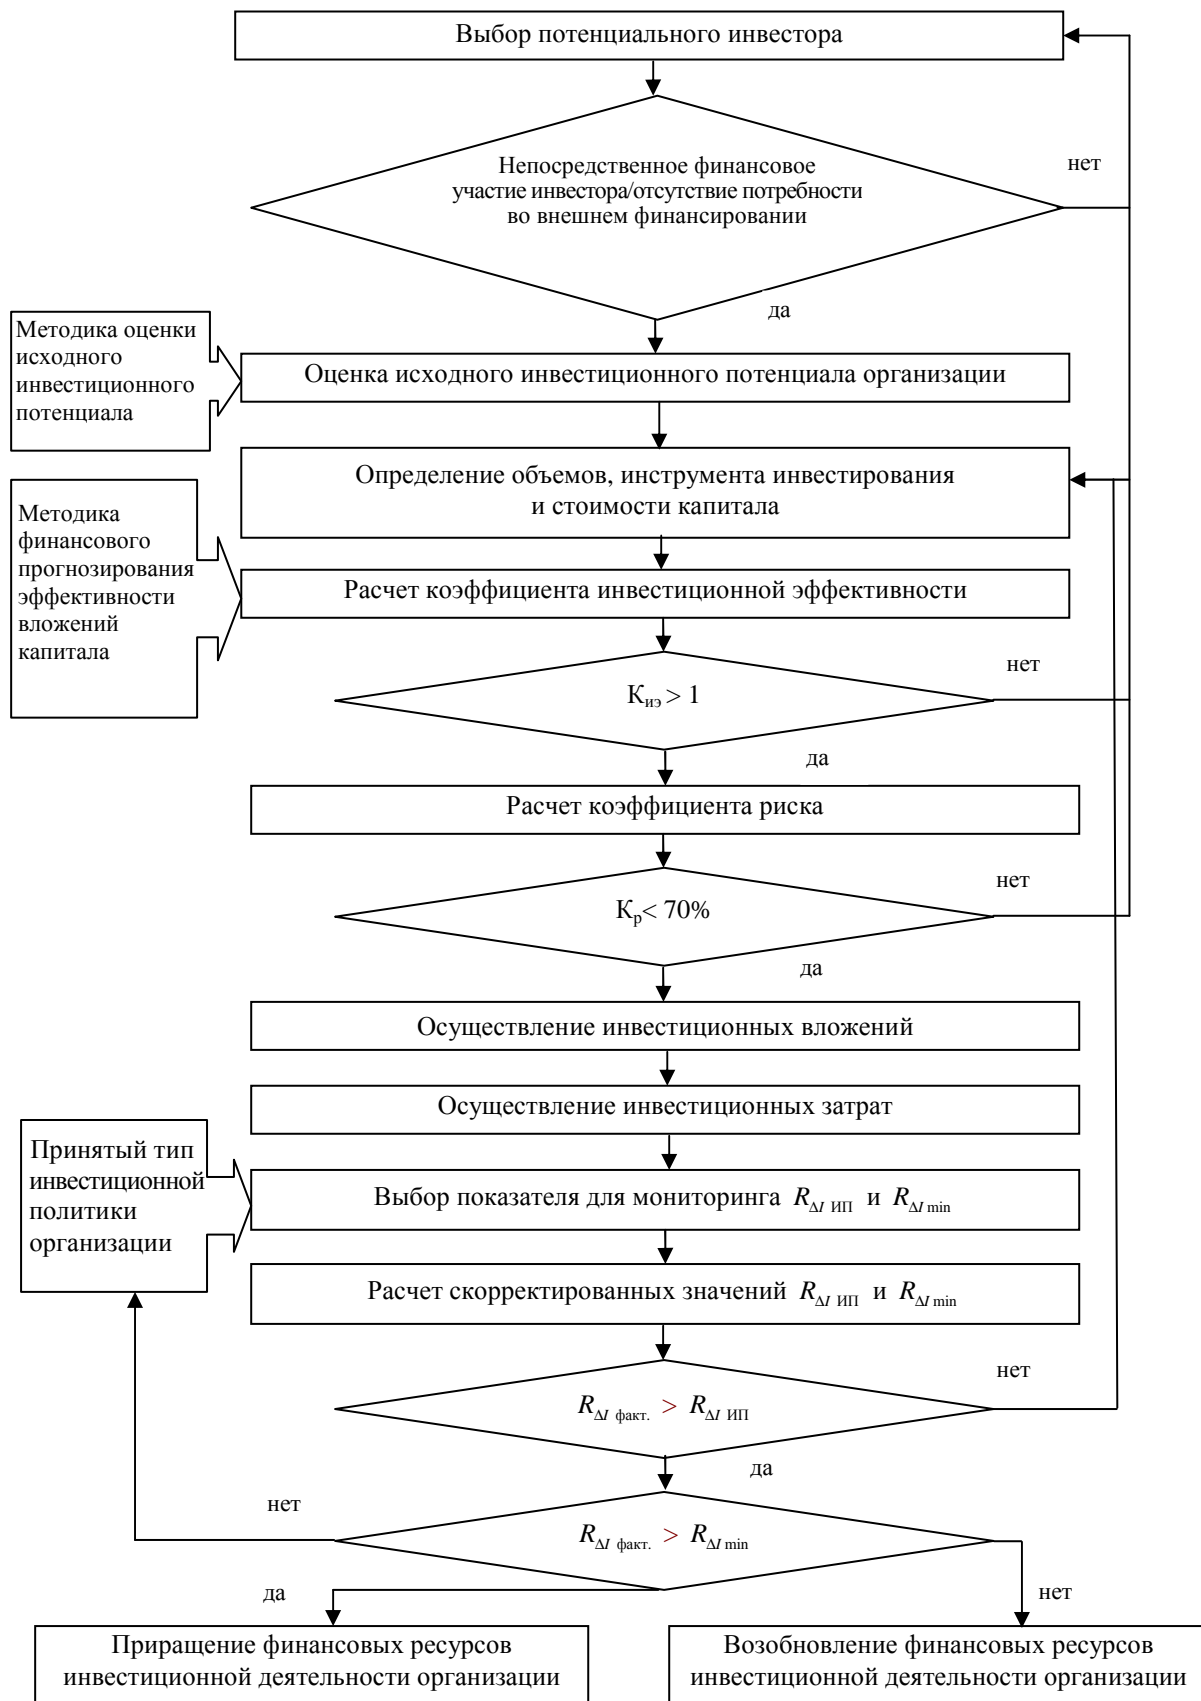 Выбор потенциального инвестора
Непосредственное финансовое
участие инвестора/отсутствие потребности
во внешнем финансировании
нет
да
Методика оценки
исходного
инвестиционного
потенциала
Оценка исходного инвестиционного потенциала организации
Определение объемов, инструмента инвестирования
и стоимости капитала
Методика
финансового
прогнозирования
эффективности
вложений
капитала
Расчет коэффициента инвестиционной эффективности
нет
Киэ > 1
да
Расчет коэффициента риска
нет
Кр< 70%
да
Осуществление инвестиционных вложений
Осуществление инвестиционных затрат
Принятый тип
инвестиционной
политики
организации
Выбор показателя для мониторинга RΔI ИП и RΔI min
Расчет скорректированных значений RΔI ИП и RΔI min
нет
RΔI факт. > RΔI ИП
да
нет
RΔI факт. > RΔI min
да
нет
Приращение финансовых ресурсов
инвестиционной деятельности организации
Возобновление финансовых ресурсов
инвестиционной деятельности организации